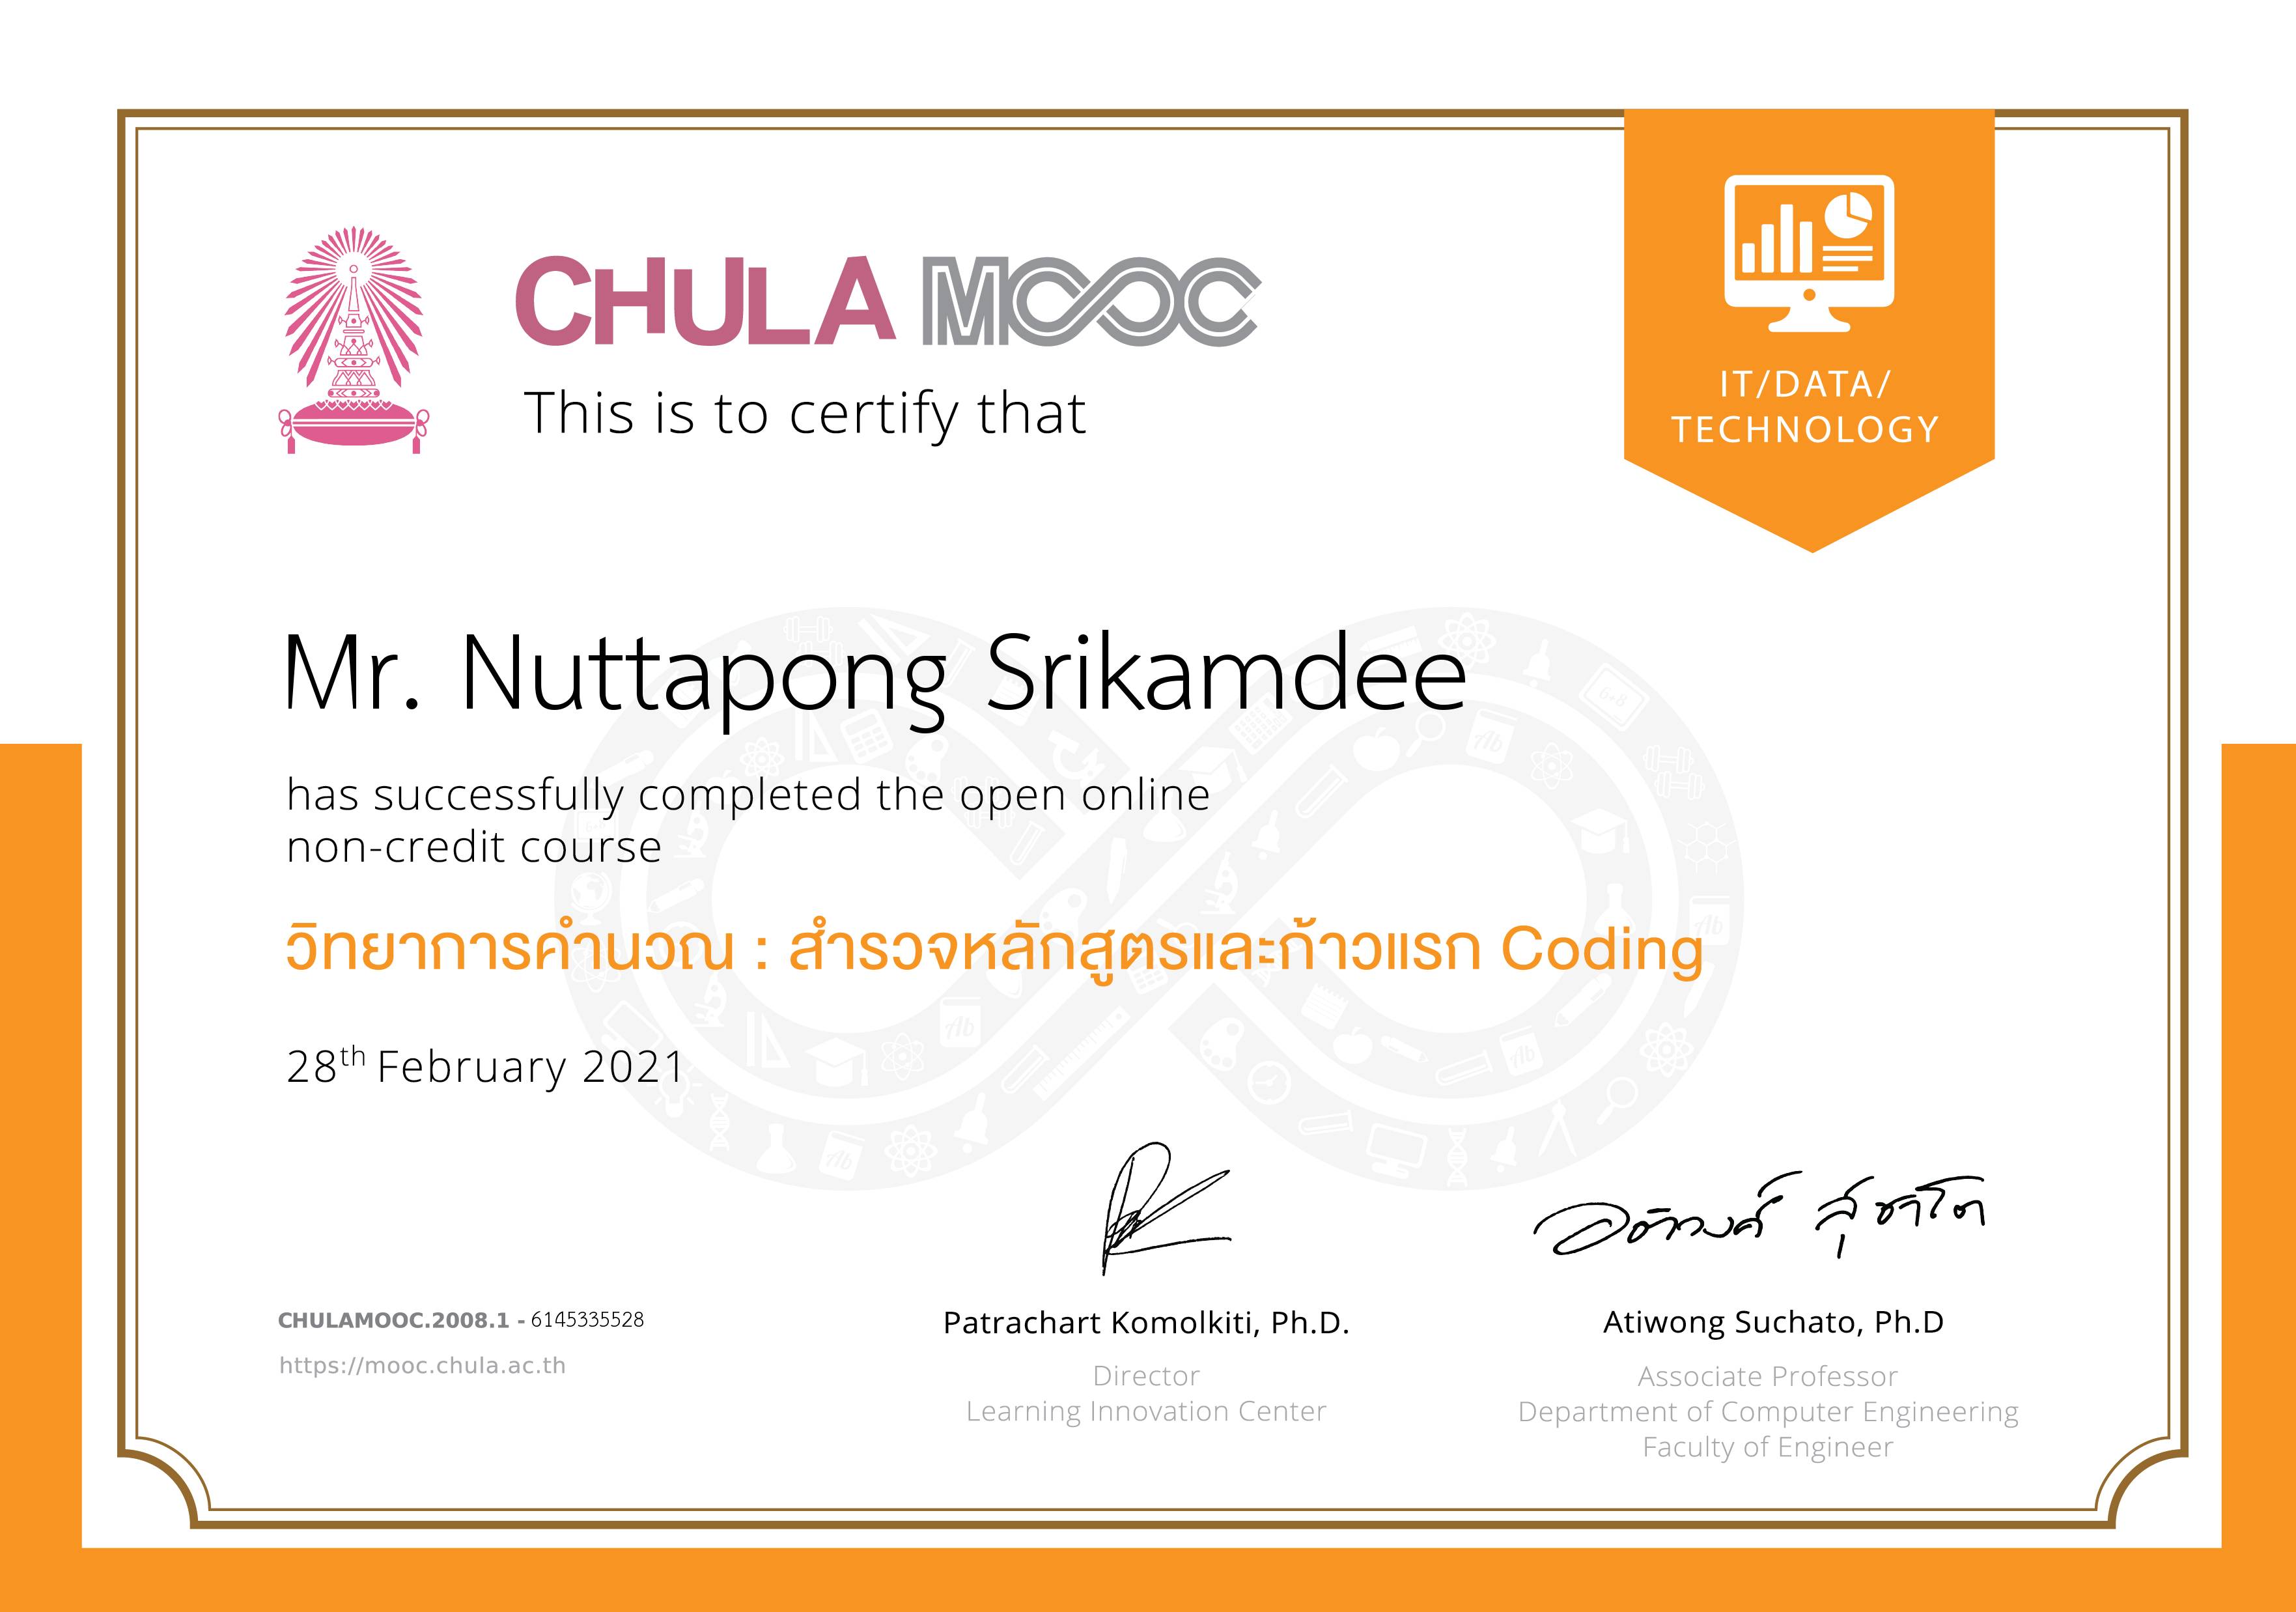 CHULA MOOC
This is to certify that
IT/DATA/
TECHNOLOGY
Mr. Nuttapong Srikamdee
has successfully completed the open online
non-credit course
วิทยาการคำนวณ : สำรวจหลักสูตรและก้าวแรก Coding
28th February 2021
อติวงศ์ สุชาโต
CHULAMOOC.2008.1 - 6145335528
https://mooc.chula.ac.th
Patrachart Komolkiti, Ph.D.
Director
Learning Innovation Center
Atiwong Suchato, Ph.D
Associate Professor
Department of Computer Engineering
Faculty of Engineer